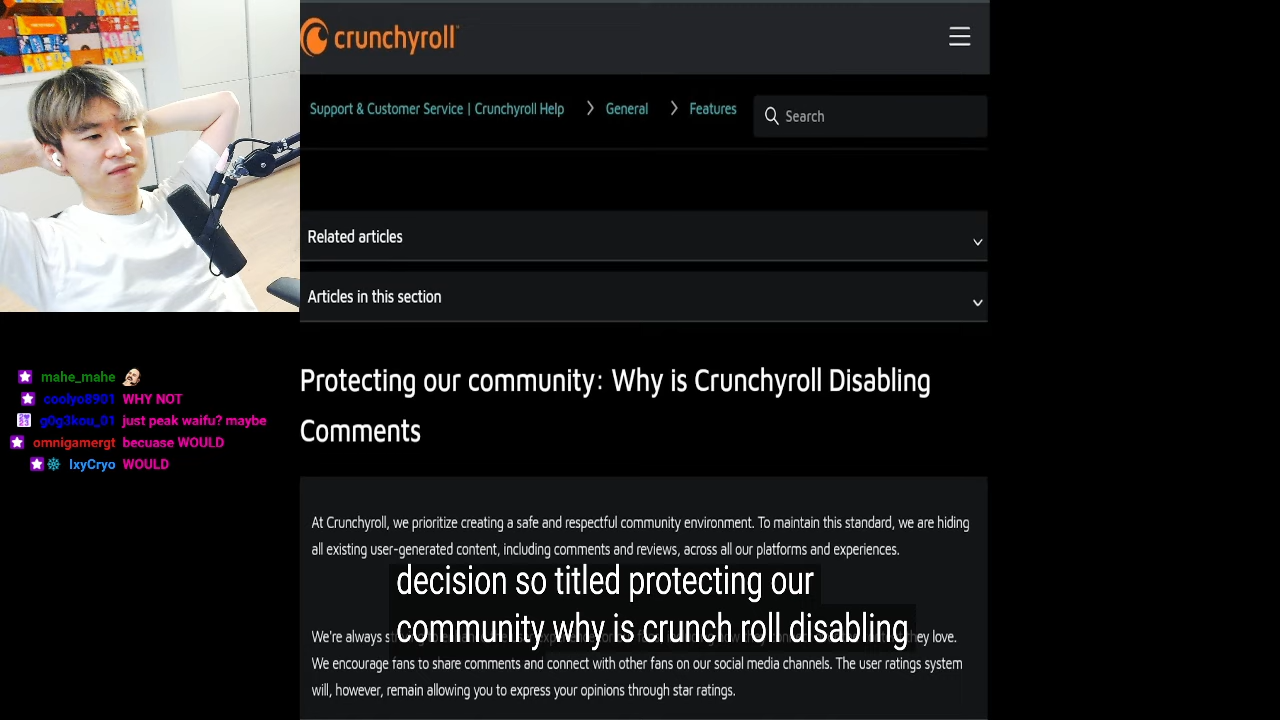 crunchyroll
Support & Customer Service | Crunchyroll Help > General > Features
Search
Related articles
Articles in this section
Protecting our community: Why is Crunchyroll Disabling
Comments
At Crunchyroll, we prioritize creating a safe and respectful community environment. To maintain this standard, we are hiding
all existing user-generated content, including comments and reviews, across all our platforms and experiences.
decision so titled protecting our
community why is crunch roll disabling
We're always
love.
We encourage fans to share comments and connect with other fans on our social media channels. The user ratings system
will, however, remain allowing you to express your opinions through star ratings.
mahe_mahe
coolyo8901 WHY NOT
g0g3kou_01 just peak waifu? maybe
omnigamergt becuase WOULD
IxyCryo WOULD